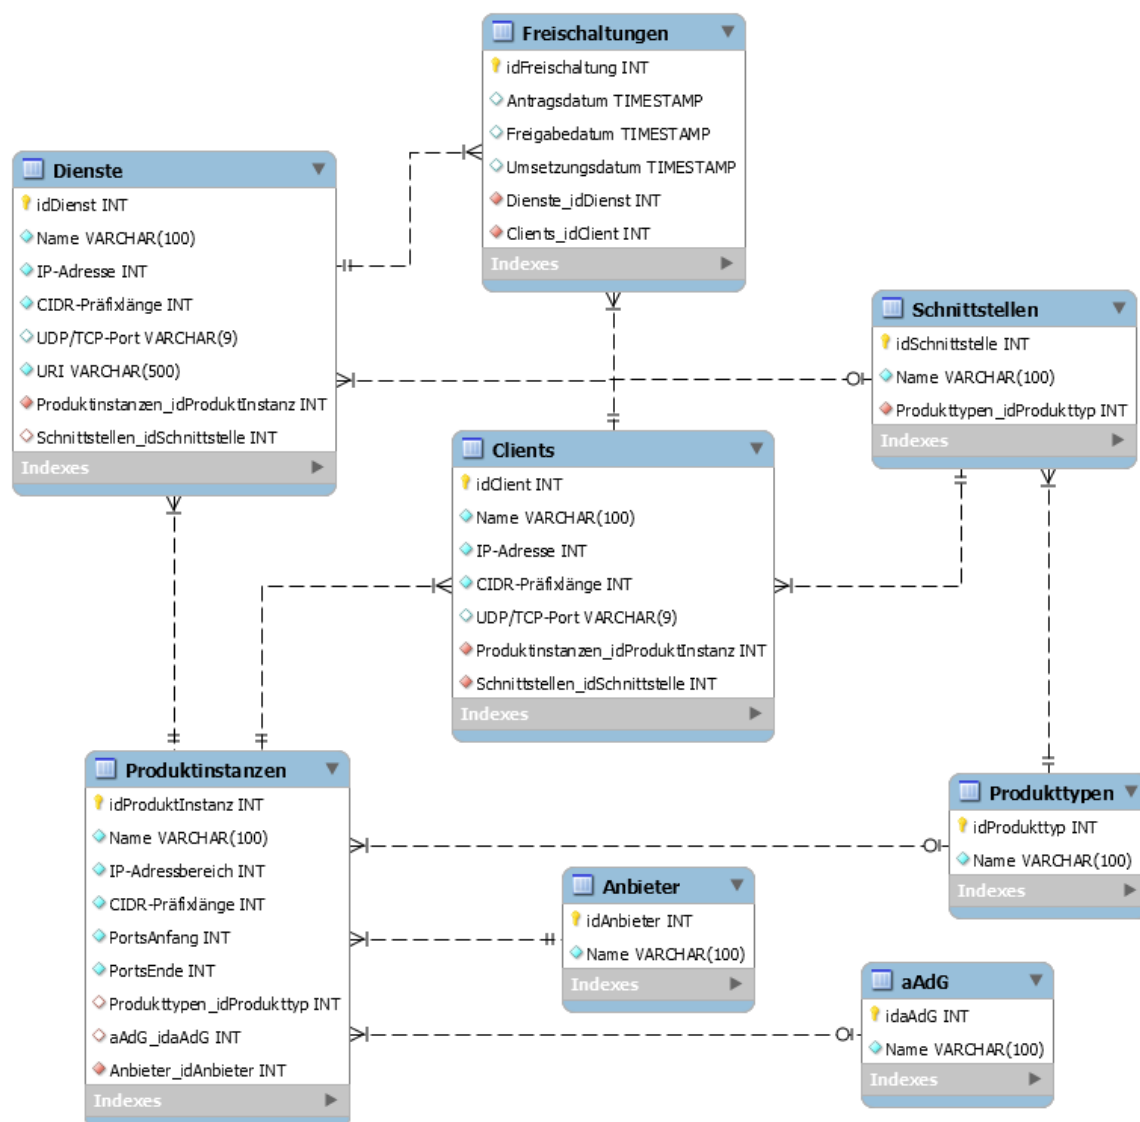 Freischaltungen
idFreischaltung INT
Antragsdatum TIMESTAMP
Freigabedatum TIMESTAMP
Umsetzungsdatum TIMESTAMP
Dienste_idDienst INT
Clients_idClient INT
Indexes
Dienste
idDienst INT
Name VARCHAR(100)
IP-Adresse INT
CIDR-Präfixlänge INT
UDP/TCP-Port VARCHAR(9)
URI VARCHAR(500)
Produktinstanzen_idProduktInstanz INT
Schnittstellen_idSchnittstelle INT
Indexes
Schnittstellen
idSchnittstelle INT
Name VARCHAR(100)
Produkttypen_idProdukttyp INT
Indexes
Clients
idClient INT
Name VARCHAR(100)
IP-Adresse INT
CIDR-Präfixlänge INT
UDP/TCP-Port VARCHAR(9)
Produktinstanzen_idProduktInstanz INT
Schnittstellen_idSchnittstelle INT
Indexes
Produktinstanzen
idProduktInstanz INT
Name VARCHAR(100)
IP-Adressbereich INT
CIDR-Präfixlänge INT
PortsAnfang INT
PortsEnde INT
Produkttypen_idProdukttyp INT
aAdG_idaAdG INT
Anbieter_idAnbieter INT
Indexes
Produkttypen
idProdukttyp INT
Name VARCHAR(100)
Indexes
Anbieter
idAnbieter INT
Name VARCHAR(100)
Indexes
aAdG
idaAdG INT
Name VARCHAR(100)
Indexes